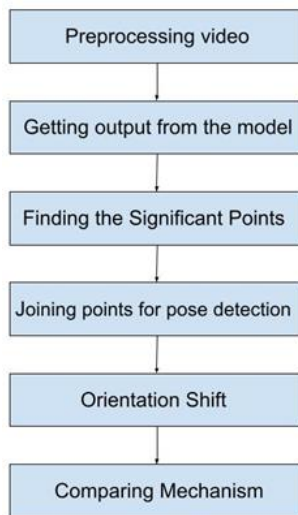 Preprocessing video
Getting output from the model
Finding the Significant Points
Joining points for pose detection
Orientation Shift
Comparing Mechanism